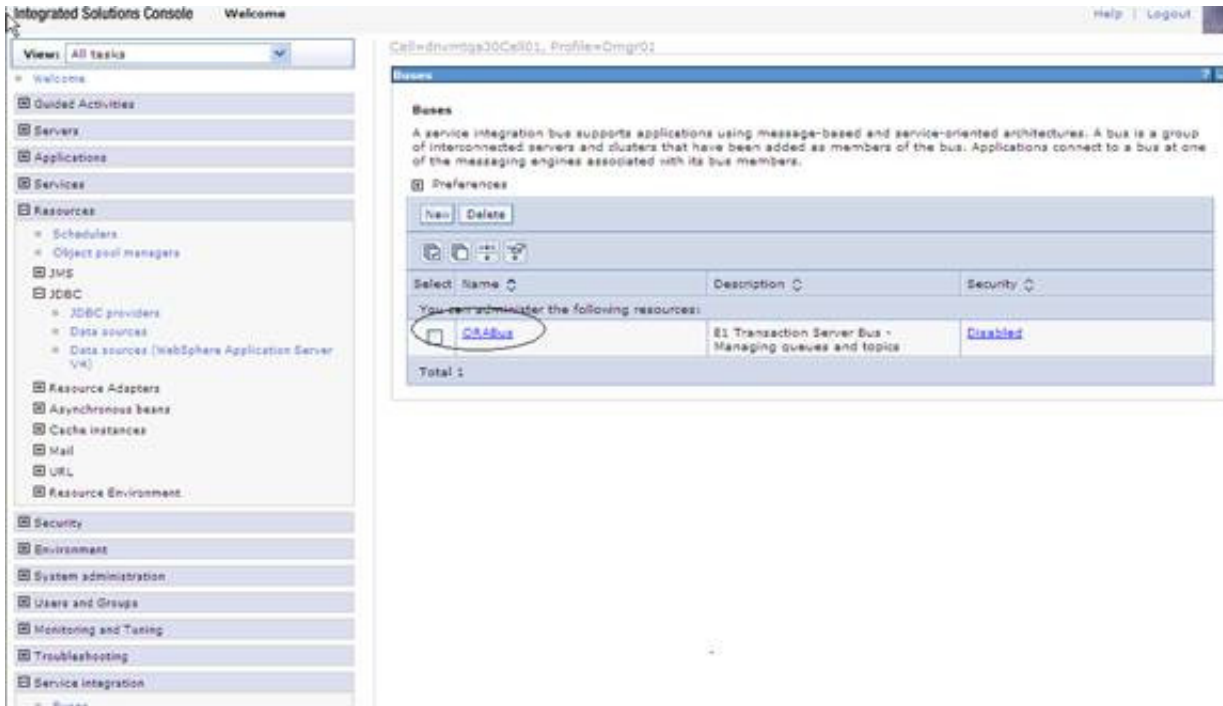 Integrated Solutions Console Welcome
Help | Logout
View: All tasks
Welcome
Guided Activities
Servers
Applications
Services
Resources
Schedulers
Object pool managers
JMS
JDBC
JDBC providers
Data sources
Data sources (WebSphere Application Server
V4)
Resource Adapters
Asynchronous beans
Cache instances
Mail
URL
Resource Environment
Security
Environment
System administration
Users and Groups
Monitoring and Tuning
Troubleshooting
Service integration
Buses
Profile=Dmgr01
Buses ?
Buses
A service integration bus supports applications using message-based and service-oriented architectures. A bus is a group
of interconnected servers and clusters that have been added as members of the bus. Applications connect to a bus at one
of the messaging engines associated with its bus members.
Preferences
New Delete
Select Name Description Security
You can administer the following resources:
ORABus E1 Transaction Server Bus - Disabled
Managing queues and topics
Total 1